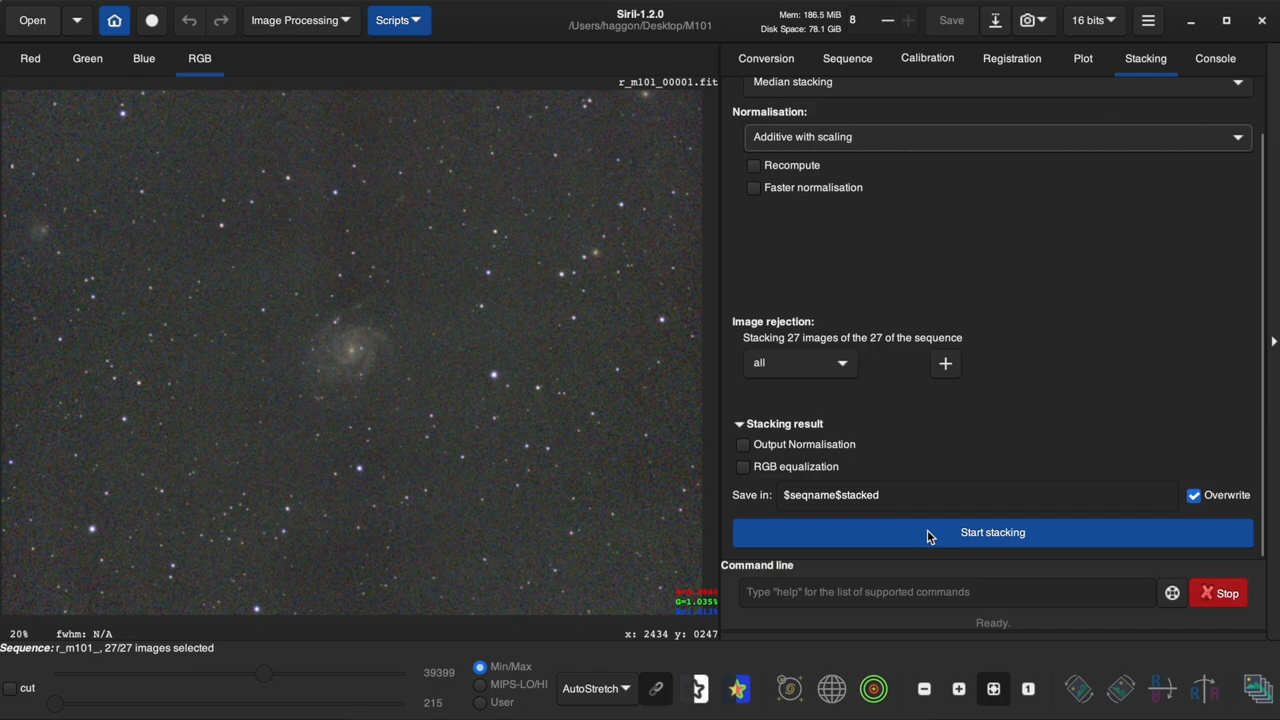 Open
Image Processing
Scripts
Siril-1.2.0
/Users/haggon/Desktop/M101
Mem: 186.5 MiB
Disk Space: 78.1 GiB
8
Save
16 bits
Red
Green
Blue
RGB
Conversion
Sequence
Calibration
Registration
Plot
Stacking
Console
r_m101_00001.fit
Median stacking
Normalisation:
Additive with scaling
Recompute
Faster normalisation
Image rejection:
Stacking 27 images of the 27 of the sequence
all
Stacking result
Output Normalisation
RGB equalization
Save in:
$seqname$stacked
Overwrite
Start stacking
Command line
Type "help" for the list of supported commands
Stop
Ready.
G=1.035%
20%
fwhm: N/A
x: 2434 y: 0247
Sequence: r_m101_, 27/27 images selected
39399
215
cut
Min/Max
MIPS-LO/HI
User
AutoStretch
1
R
B
R
R